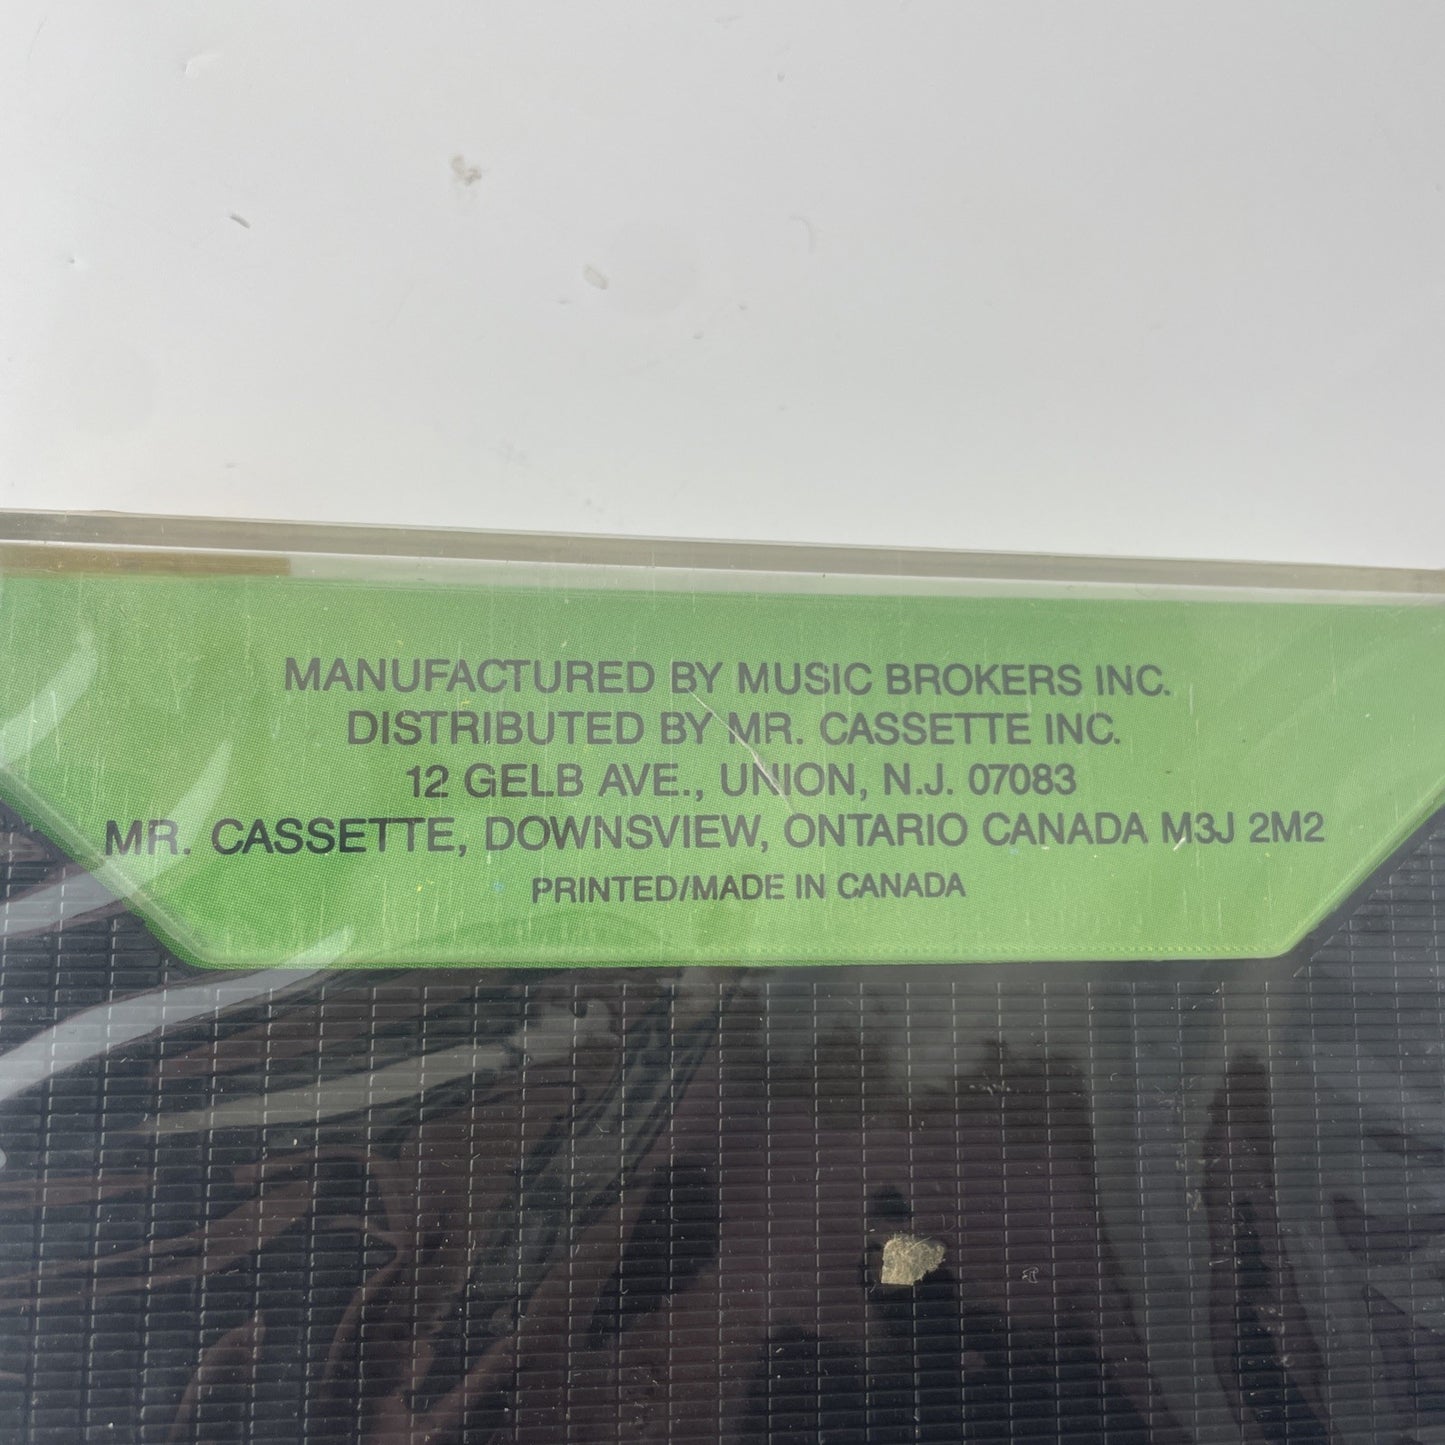 MANUFACTURED BY MUSIC BROKERS INC.
DISTRIBUTED BY MR. CASSETTE INC.
12 GELB AVE., UNION, N.J. 07083
MR. CASSETTE, DOWNSVIEW, ONTARIO CANADA M3J 2M2
PRINTED/MADE IN CANADA